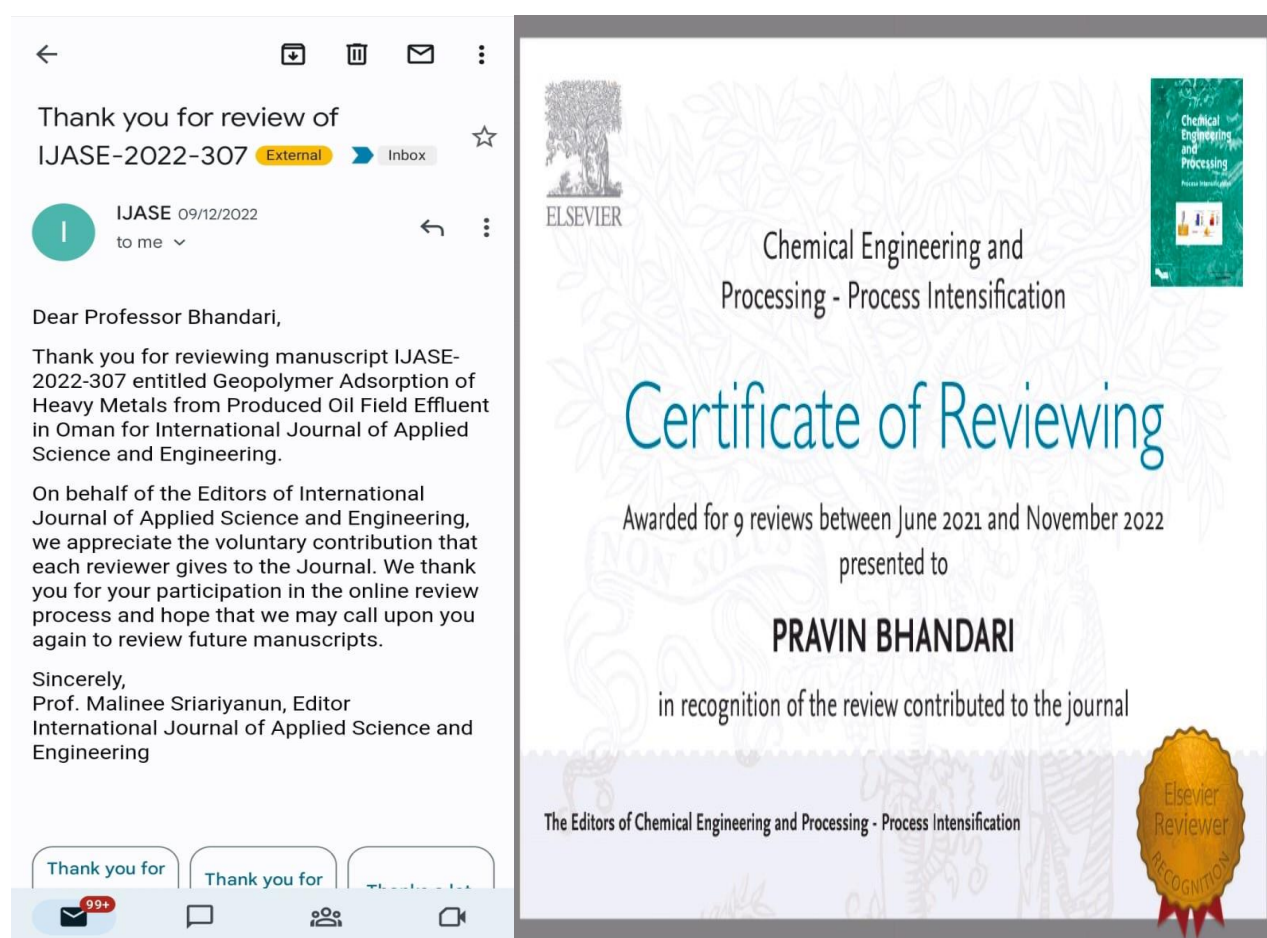 Thank you for review of
IJASE-2022-307 External Inbox
I
IJASE 09/12/2022
to me
Dear Professor Bhandari,
Thank you for reviewing manuscript IJASE-
2022-307 entitled Geopolymer Adsorption of
Heavy Metals from Produced Oil Field Effluent
in Oman for International Journal of Applied
Science and Engineering.
On behalf of the Editors of International
Journal of Applied Science and Engineering,
we appreciate the voluntary contribution that
each reviewer gives to the Journal. We thank
you for your participation in the online review
process and hope that we may call upon you
again to review future manuscripts.
Sincerely,
Prof. Malinee Sriariyanun, Editor
International Journal of Applied Science and
Engineering
Thank you for
Thank you for
99+
ELSEVIER
Chemical
Engineering
and
Processing
Process Intensification
Chemical Engineering and
Processing - Process Intensification
Certificate of Reviewing
Awarded for 9 reviews between June 2021 and November 2022
presented to
PRAVIN BHANDARI
in recognition of the review contributed to the journal
The Editors of Chemical Engineering and Processing - Process Intensification
Elsevier
Reviewer
RECOGNITION
NON SOLUS